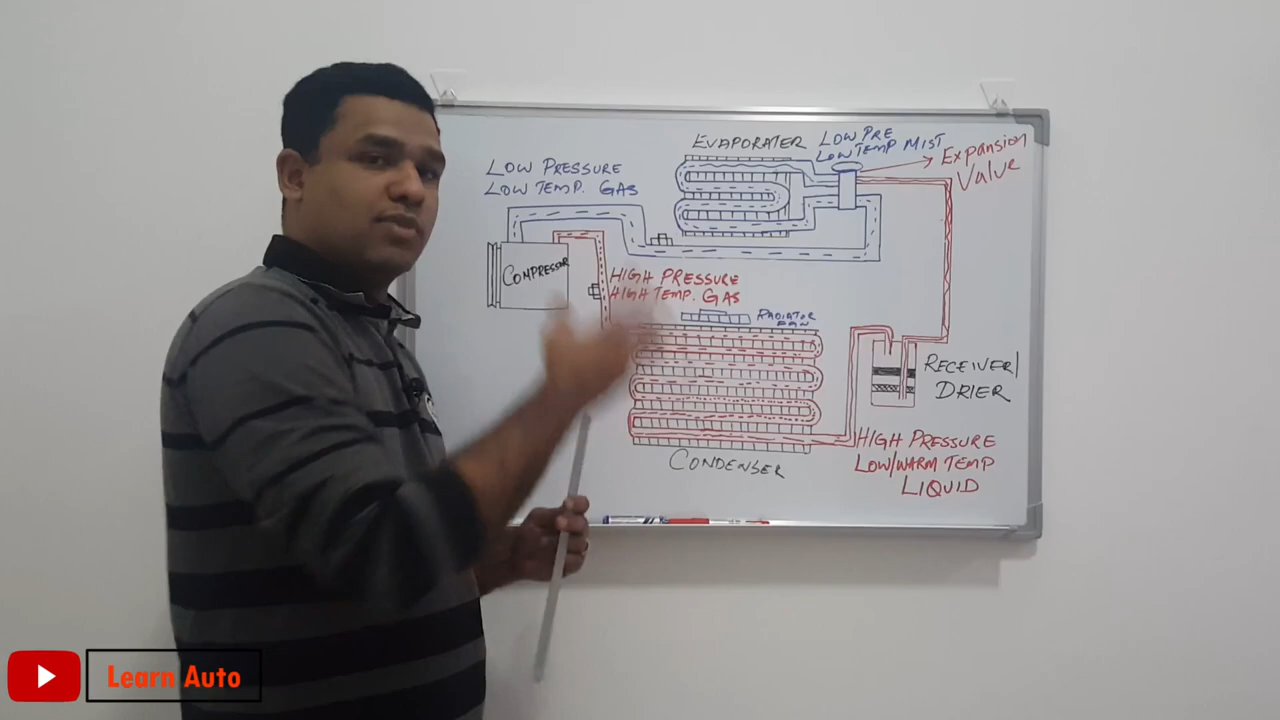 EVAPORATER
LOW PRE
LOW TEMP MIST
Expansion
Valve
LOW PRESSURE
LOW TEMP. GAS
COMPRESSOR
HIGH PRESSURE
HIGH TEMP. GAS
RADIATOR
FAN
RECEIVER/
DRIER
CONDENSER
HIGH PRESSURE
LOW/WARM TEMP
LIQUID
Learn Auto